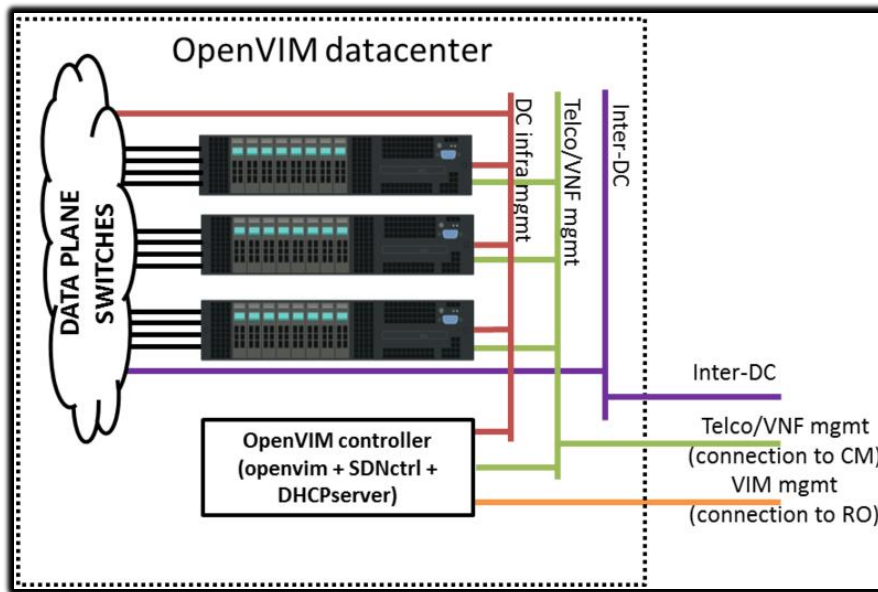 OpenVIM datacenter
DATA PLANE
SWITCHES
DC infra mgmt
Telco/VNF mgmt
Inter-DC
OpenVIM controller
(openvim + SDNctrl +
DHCPserver)
Inter-DC
Telco/VNF mgmt
(connection to CM)
VIM mgmt
(connection to RO)